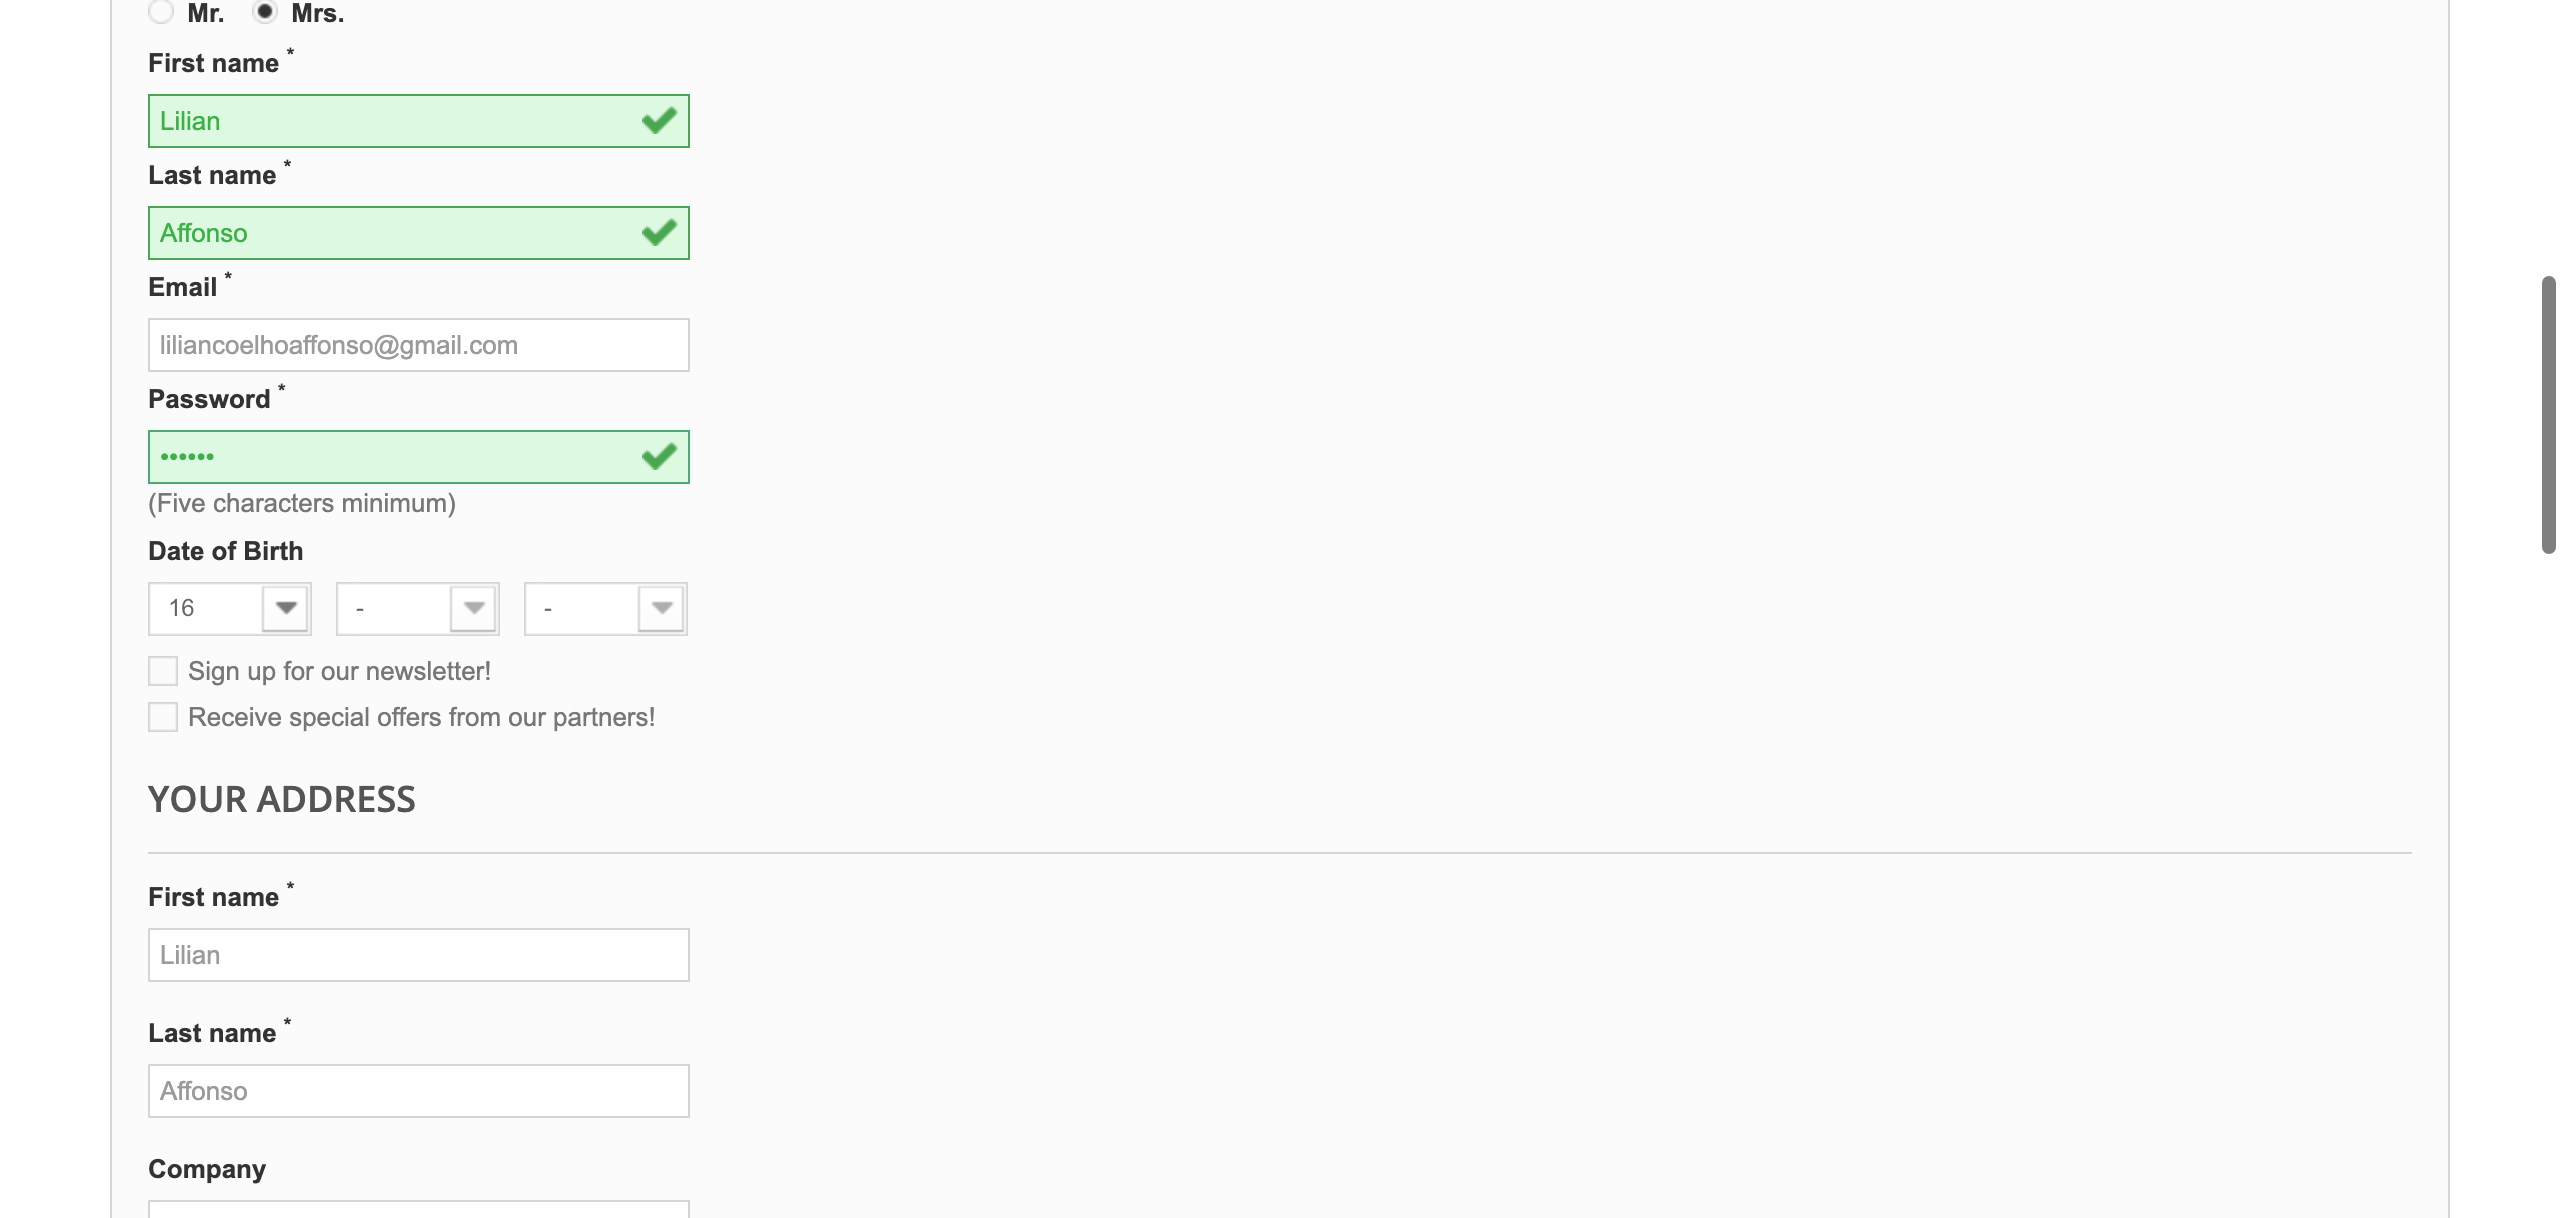 Mr. Mrs.
First name *
Lilian
Last name *
Affonso
Email *
liliancoelhoaffonso@gmail.com
Password *
••••••
(Five characters minimum)
Date of Birth
16 - -
Sign up for our newsletter!
Receive special offers from our partners!
YOUR ADDRESS
First name *
Lilian
Last name *
Affonso
Company